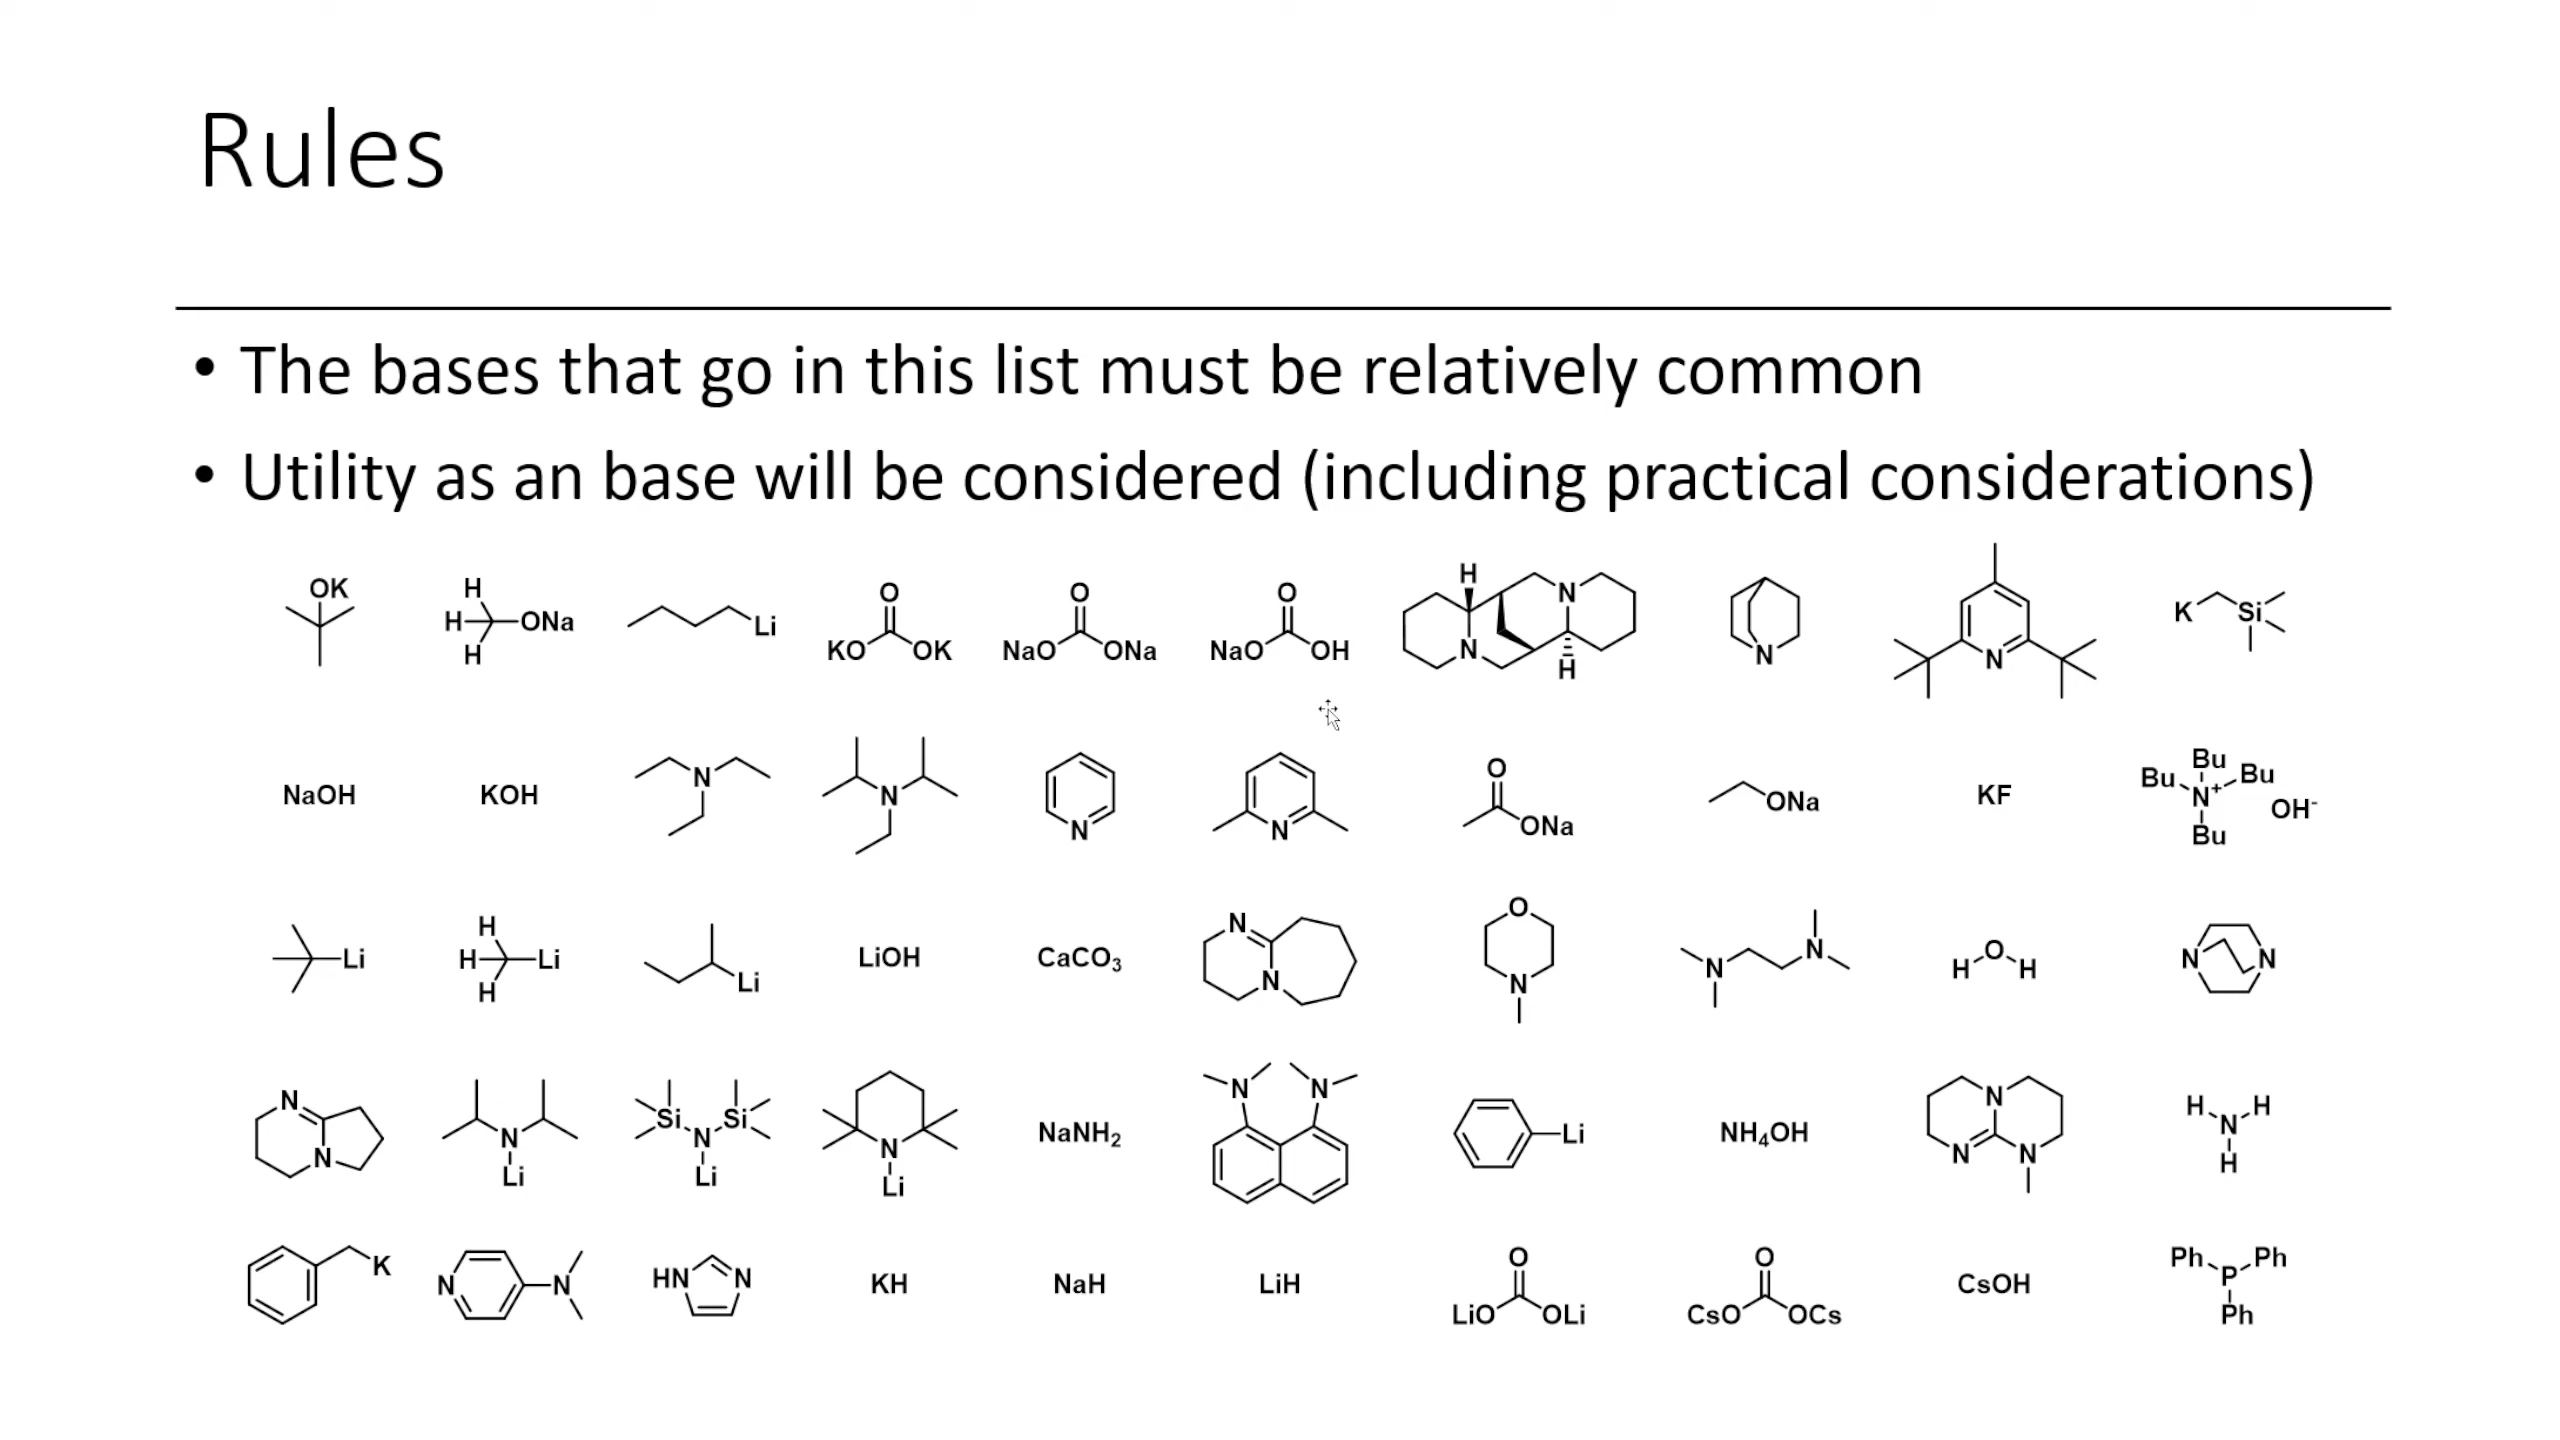 Rules
• The bases that go in this list must be relatively common
• Utility as an base will be considered (including practical considerations)
OK
H
H ONa
H
Li
O
KO OK
O
NaO ONa
O
NaO OH
H
N
N
H
N
N
K Si
NaOH
KOH
N
N
N
N
O
ONa
ONa
KF
Bu
Bu Bu
N+
OH-
Bu
Li
H
H Li
H
Li
LiOH
CaCO₃
N
N
O
N
N
N
O
H H
N N
N
N
N
Li
Si Si
N
Li
N
Li
NaNH₂
N N
Li
NH₄OH
N
N N
H H
N
H
K
N N
HN N
KH
NaH
LiH
O
LiO OLi
O
CsO OCs
CsOH
Ph Ph
P
Ph